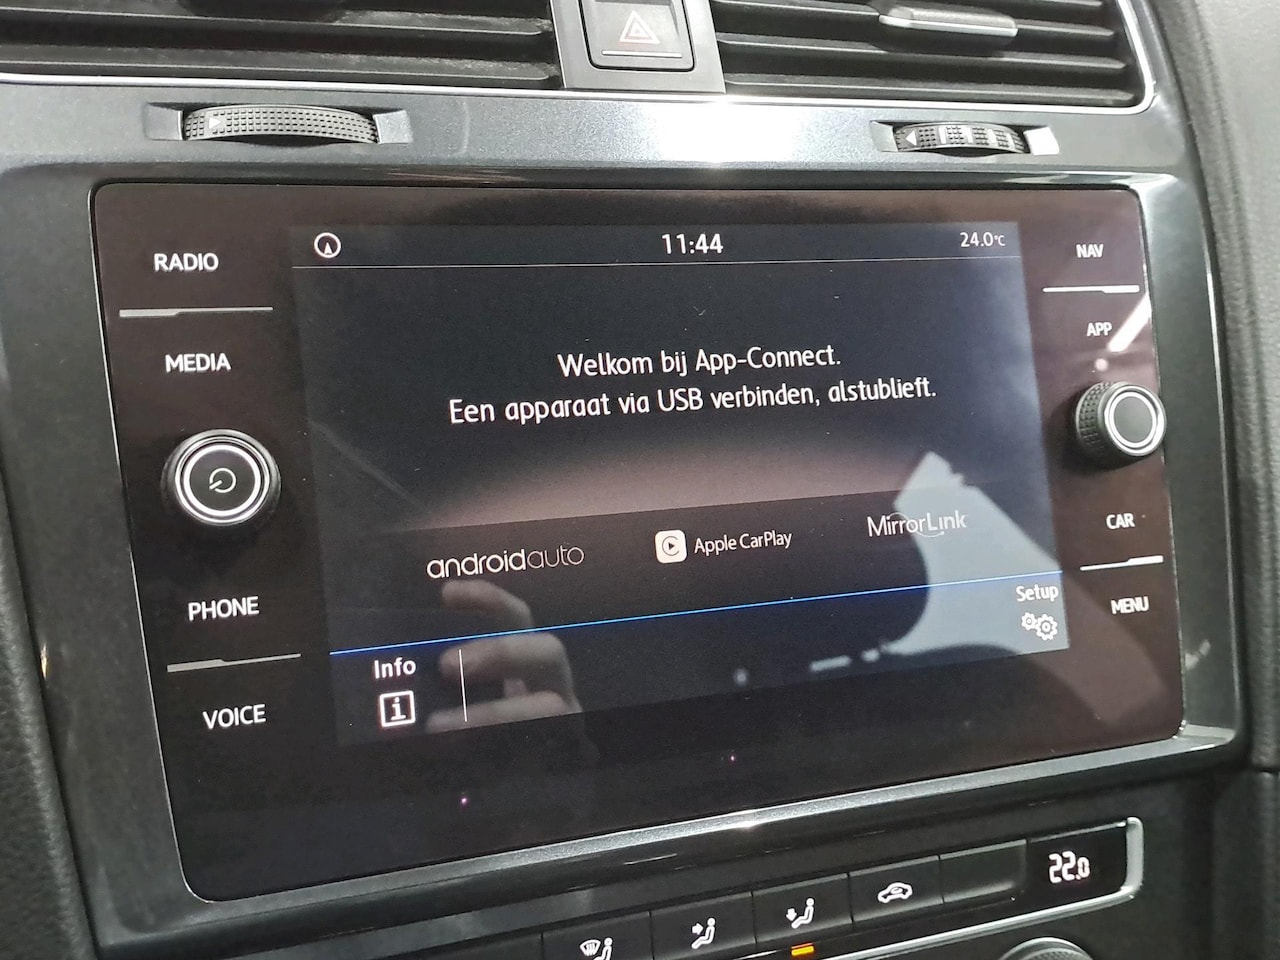 RADIO
MEDIA
PHONE
VOICE
11:44
24.0°C
Welkom bij App-Connect.
Een apparaat via USB verbinden, alstublieft.
androidauto
Apple CarPlay
MirrorLink
Setup
Info
i
NAV
APP
CAR
MENU
22.0